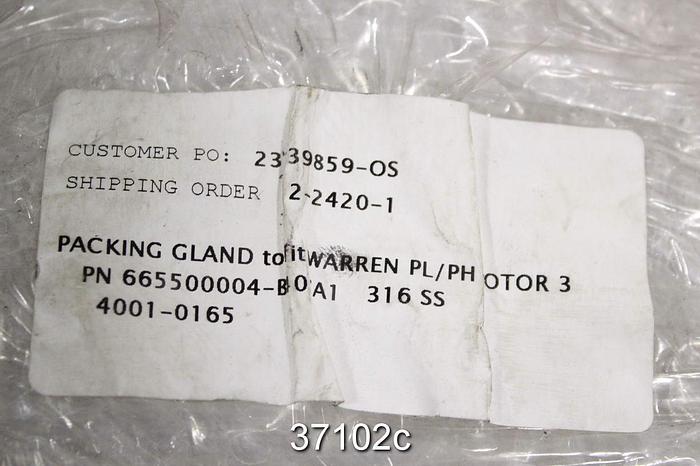 CUSTOMER PO: 2339859-OS
SHIPPING ORDER 2-2420-1
PACKING GLAND to fit WARREN PL/PH OTOR 3
PN 665500004-B0A1 316 SS
4001-0165
37102c